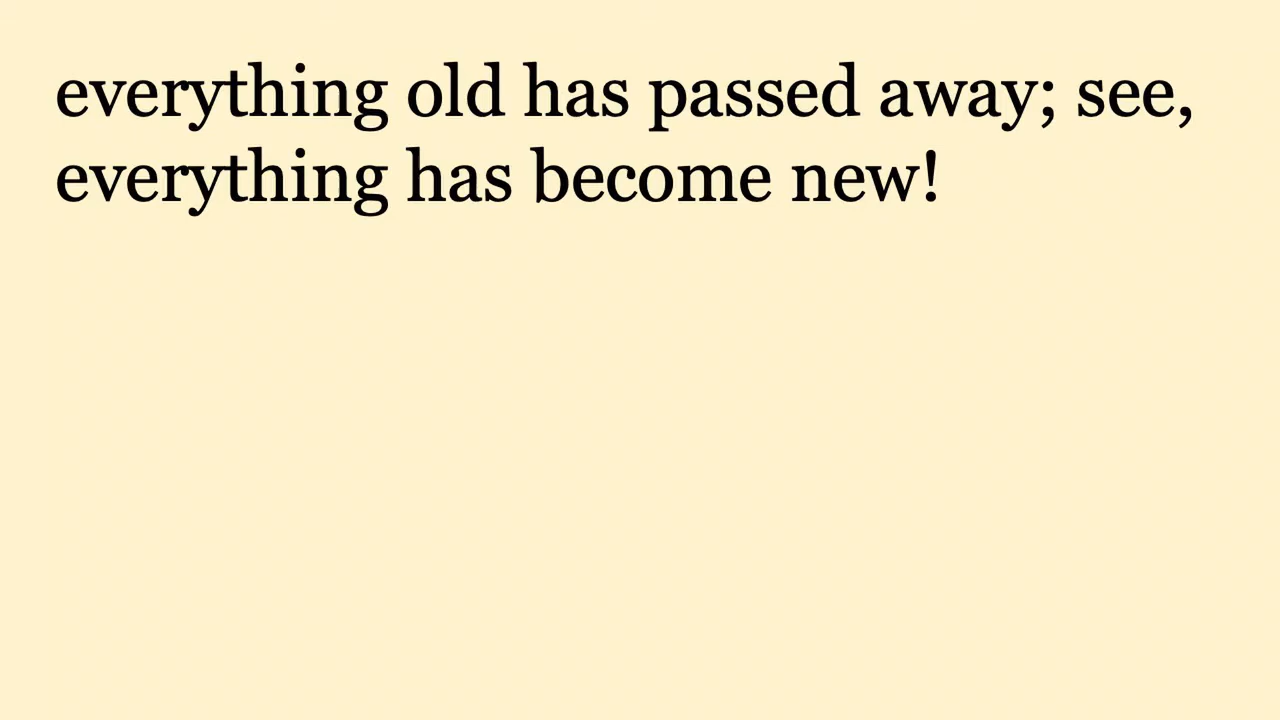 everything old has passed away; see,
everything has become new!